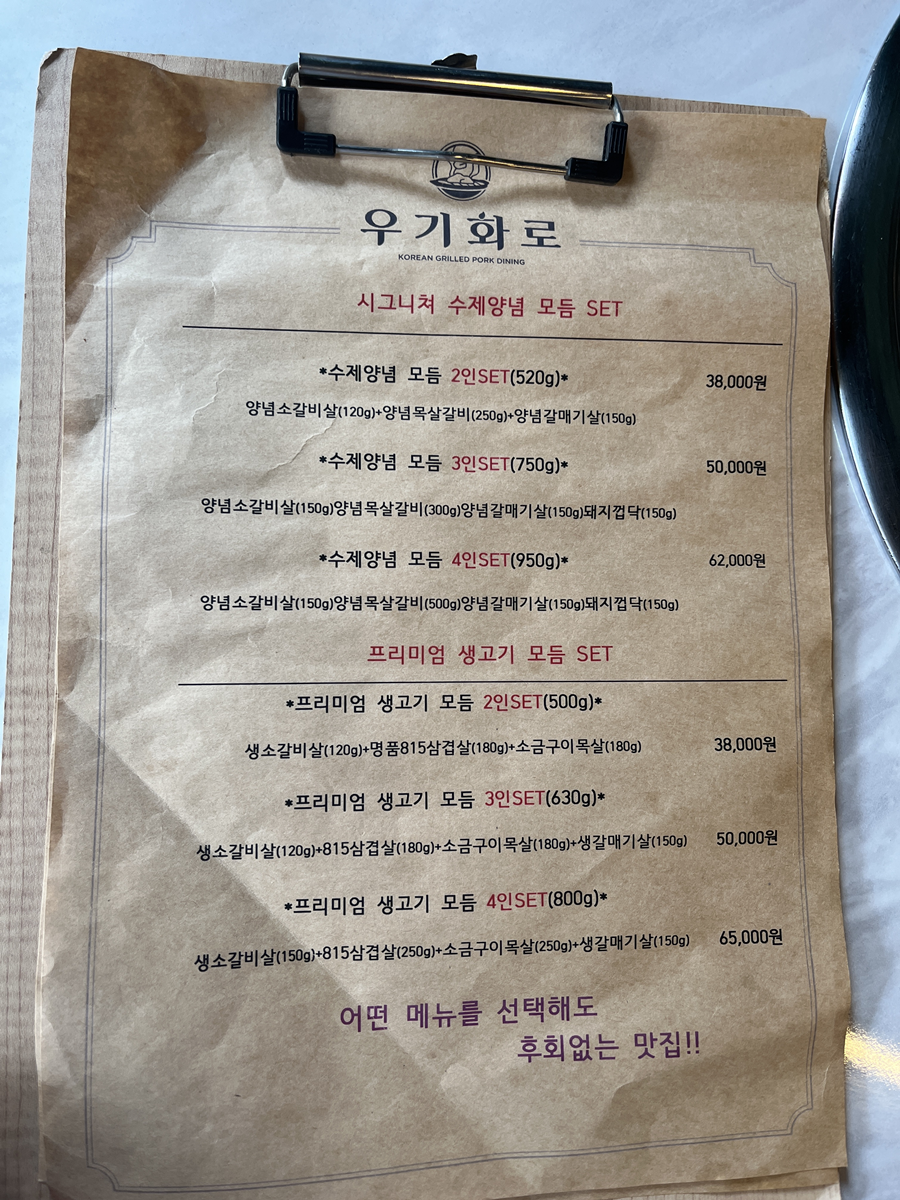 우기화로
KOREAN GRILLED PORK DINING
시그니쳐 수제양념 모듬 SET
*수제양념 모듬 2인SET(520g)* 38,000원
양념소갈비살(120g)+양념목살갈비(250g)+양념갈매기살(150g)
*수제양념 모듬 3인SET(750g)* 50,000원
양념소갈비살(150g)양념목살갈비(300g)양념갈매기살(150g)돼지껍닥(150g)
*수제양념 모듬 4인SET(950g)* 62,000원
양념소갈비살(150g)양념목살갈비(500g)양념갈매기살(150g)돼지껍닥(150g)
프리미엄 생고기 모듬 SET
*프리미엄 생고기 모듬 2인SET(500g)*
생소갈비살(120g)+명품815삼겹살(180g)+소금구이목살(180g) 38,000원
*프리미엄 생고기 모듬 3인SET(630g)*
생소갈비살(120g)+815삼겹살(180g)+소금구이목살(180g)+생갈매기살(150g) 50,000원
*프리미엄 생고기 모듬 4인SET(800g)*
생소갈비살(150g)+815삼겹살(250g)+소금구이목살(250g)+생갈매기살(150g) 65,000원
어떤 메뉴를 선택해도
후회없는 맛집!!